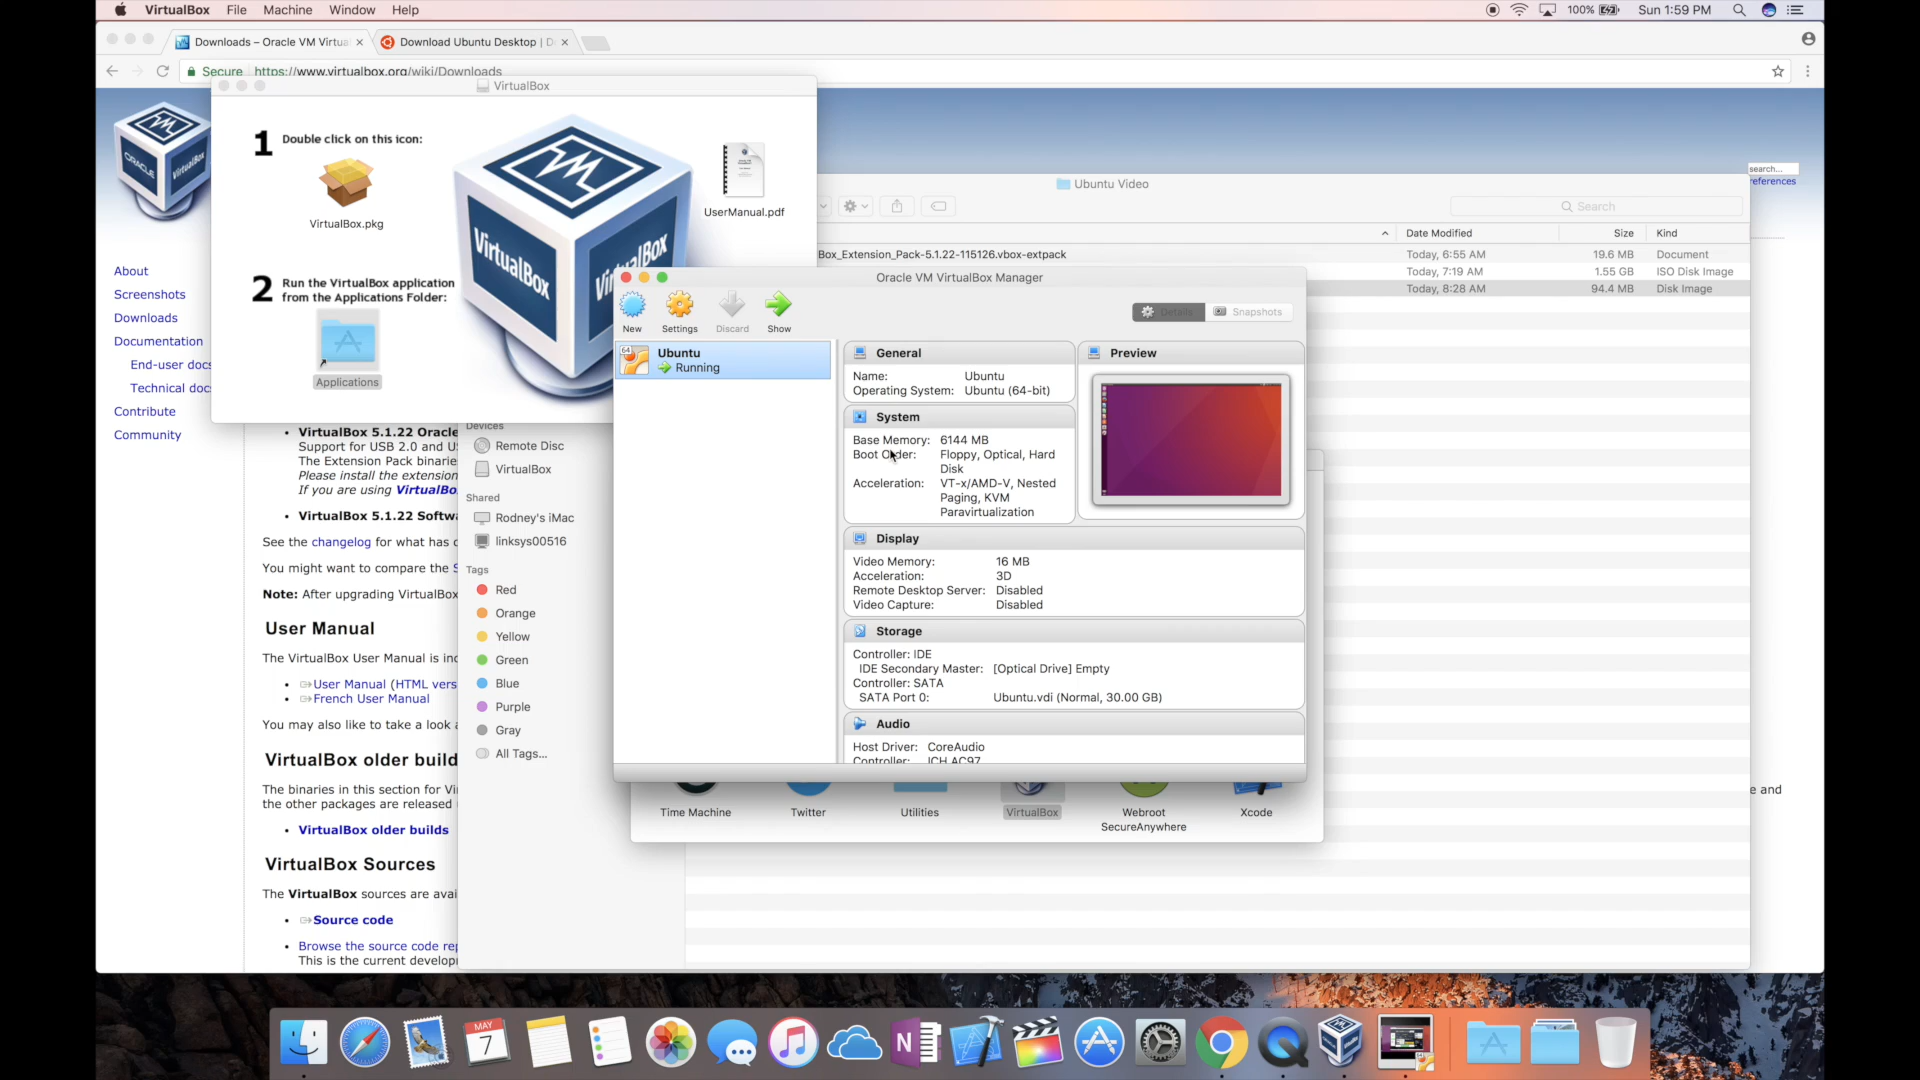 VirtualBox File Machine Window Help
100% Sun 1:59 PM
Downloads – Oracle VM Virtua
Download Ubuntu Desktop | D
Secure https://www.virtualbox.org/wiki/Downloads
VirtualBox
1 Double click on this icon:
VirtualBox.pkg
UserManual.pdf
2 Run the VirtualBox application
from the Applications Folder:
Applications
ORACLE
VirtualBox
VirtualBox
search...
references
About
Screenshots
Downloads
Documentation
End-user docs
Technical docs
Contribute
Community
VirtualBox 5.1.22 Oracle
Support for USB 2.0 and U
The Extension Pack binarie
Please install the extension
If you are using VirtualBo
VirtualBox 5.1.22 Softw
See the changelog for what has c
You might want to compare the S
Note: After upgrading VirtualBox
User Manual
The VirtualBox User Manual is inc
User Manual (HTML vers
French User Manual
You may also like to take a look a
VirtualBox older build
The binaries in this section for Vi
the other packages are released
VirtualBox older builds
VirtualBox Sources
The VirtualBox sources are avai
Source code
Browse the source code rep
This is the current developm
e and
Ubuntu Video
Search
Date Modified Size Kind
Box_Extension_Pack-5.1.22-115126.vbox-extpack Today, 6:55 AM 19.6 MB Document
Today, 7:19 AM 1.55 GB ISO Disk Image
Today, 8:28 AM 94.4 MB Disk Image
Devices
Remote Disc
VirtualBox
Shared
Rodney's iMac
linksys00516
Tags
Red
Orange
Yellow
Green
Blue
Purple
Gray
All Tags...
Oracle VM VirtualBox Manager
New Settings Discard Show
Details Snapshots
64
Ubuntu
Running
General
Name: Ubuntu
Operating System: Ubuntu (64-bit)
System
Base Memory: 6144 MB
Boot Order: Floppy, Optical, Hard
Disk
Acceleration: VT-x/AMD-V, Nested
Paging, KVM
Paravirtualization
Preview
Display
Video Memory: 16 MB
Acceleration: 3D
Remote Desktop Server: Disabled
Video Capture: Disabled
Storage
Controller: IDE
IDE Secondary Master: [Optical Drive] Empty
Controller: SATA
SATA Port 0: Ubuntu.vdi (Normal, 30.00 GB)
Audio
Host Driver: CoreAudio
Controller: ICH AC97
Time Machine
Twitter
Utilities
VirtualBox
Webroot
SecureAnywhere
Xcode
MAY
7